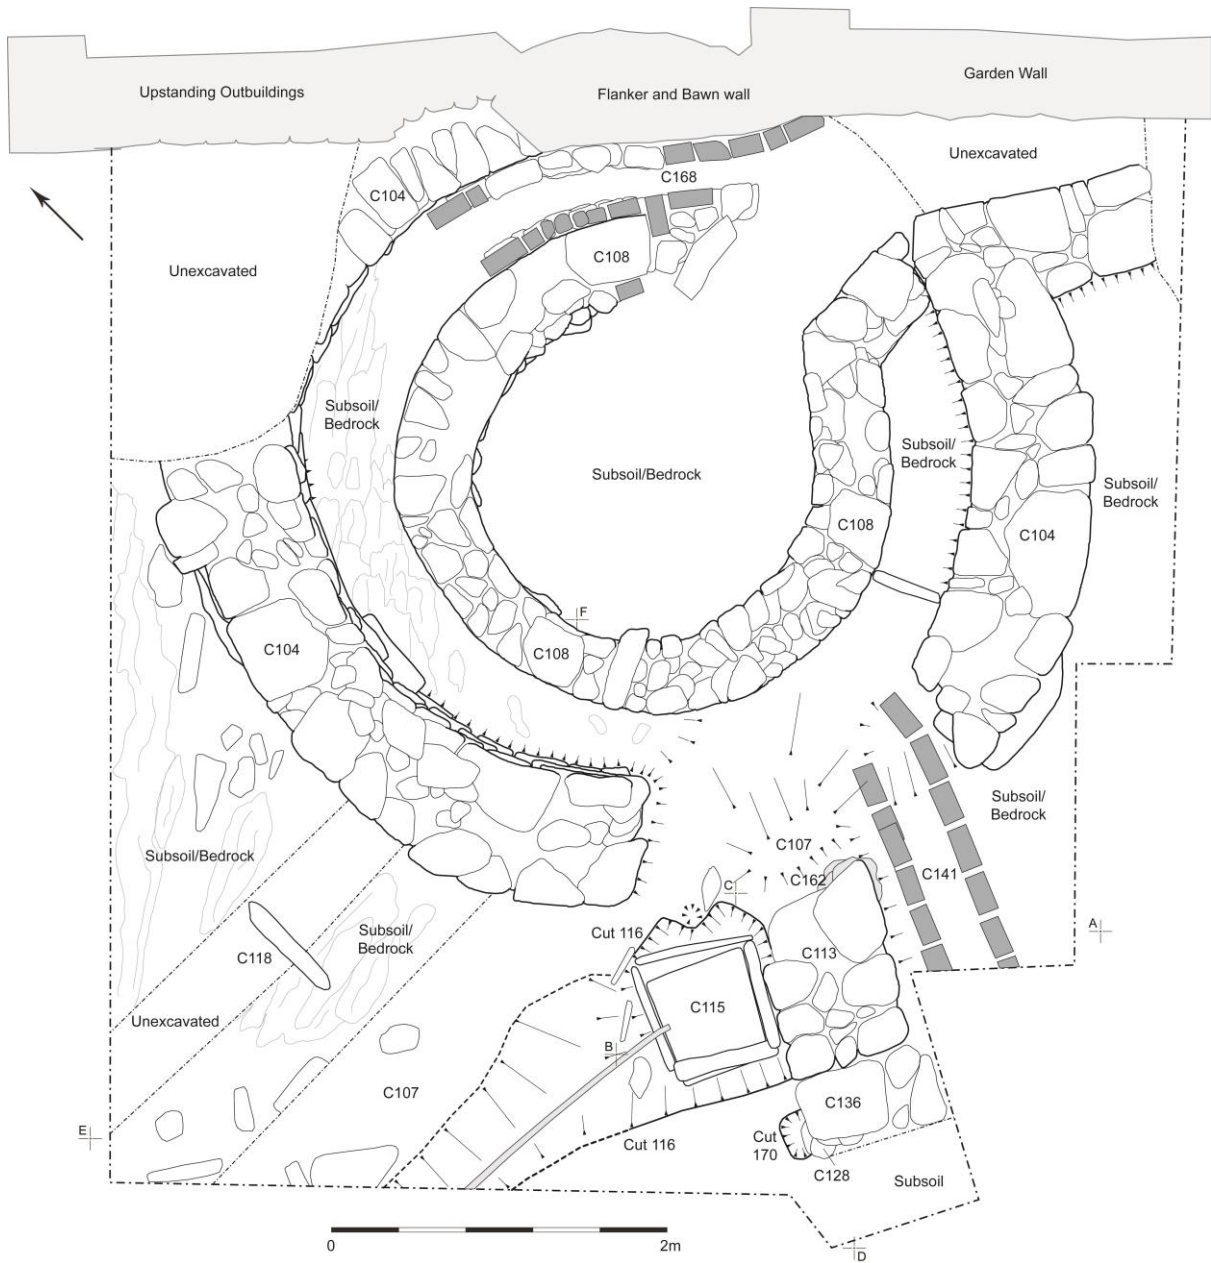 Garden Wall
Upstanding Outbuildings
Flanker and Bawn wall
Unexcavated
C168
C104
C108
Unexcavated
Subsoil/
Bedrock
Subsoil/Bedrock
Subsoil/
Bedrock
Subsoil/
Bedrock
C108
C104
F
C104
C108
Subsoil/
Bedrock
C107
Subsoil/Bedrock
C162
C141
C
A
Cut 116
Subsoil/
Bedrock
C118
C113
C115
Unexcavated
B
C107
C136
E
Cut 116
Cut
170
C128
Subsoil
0
2m
D